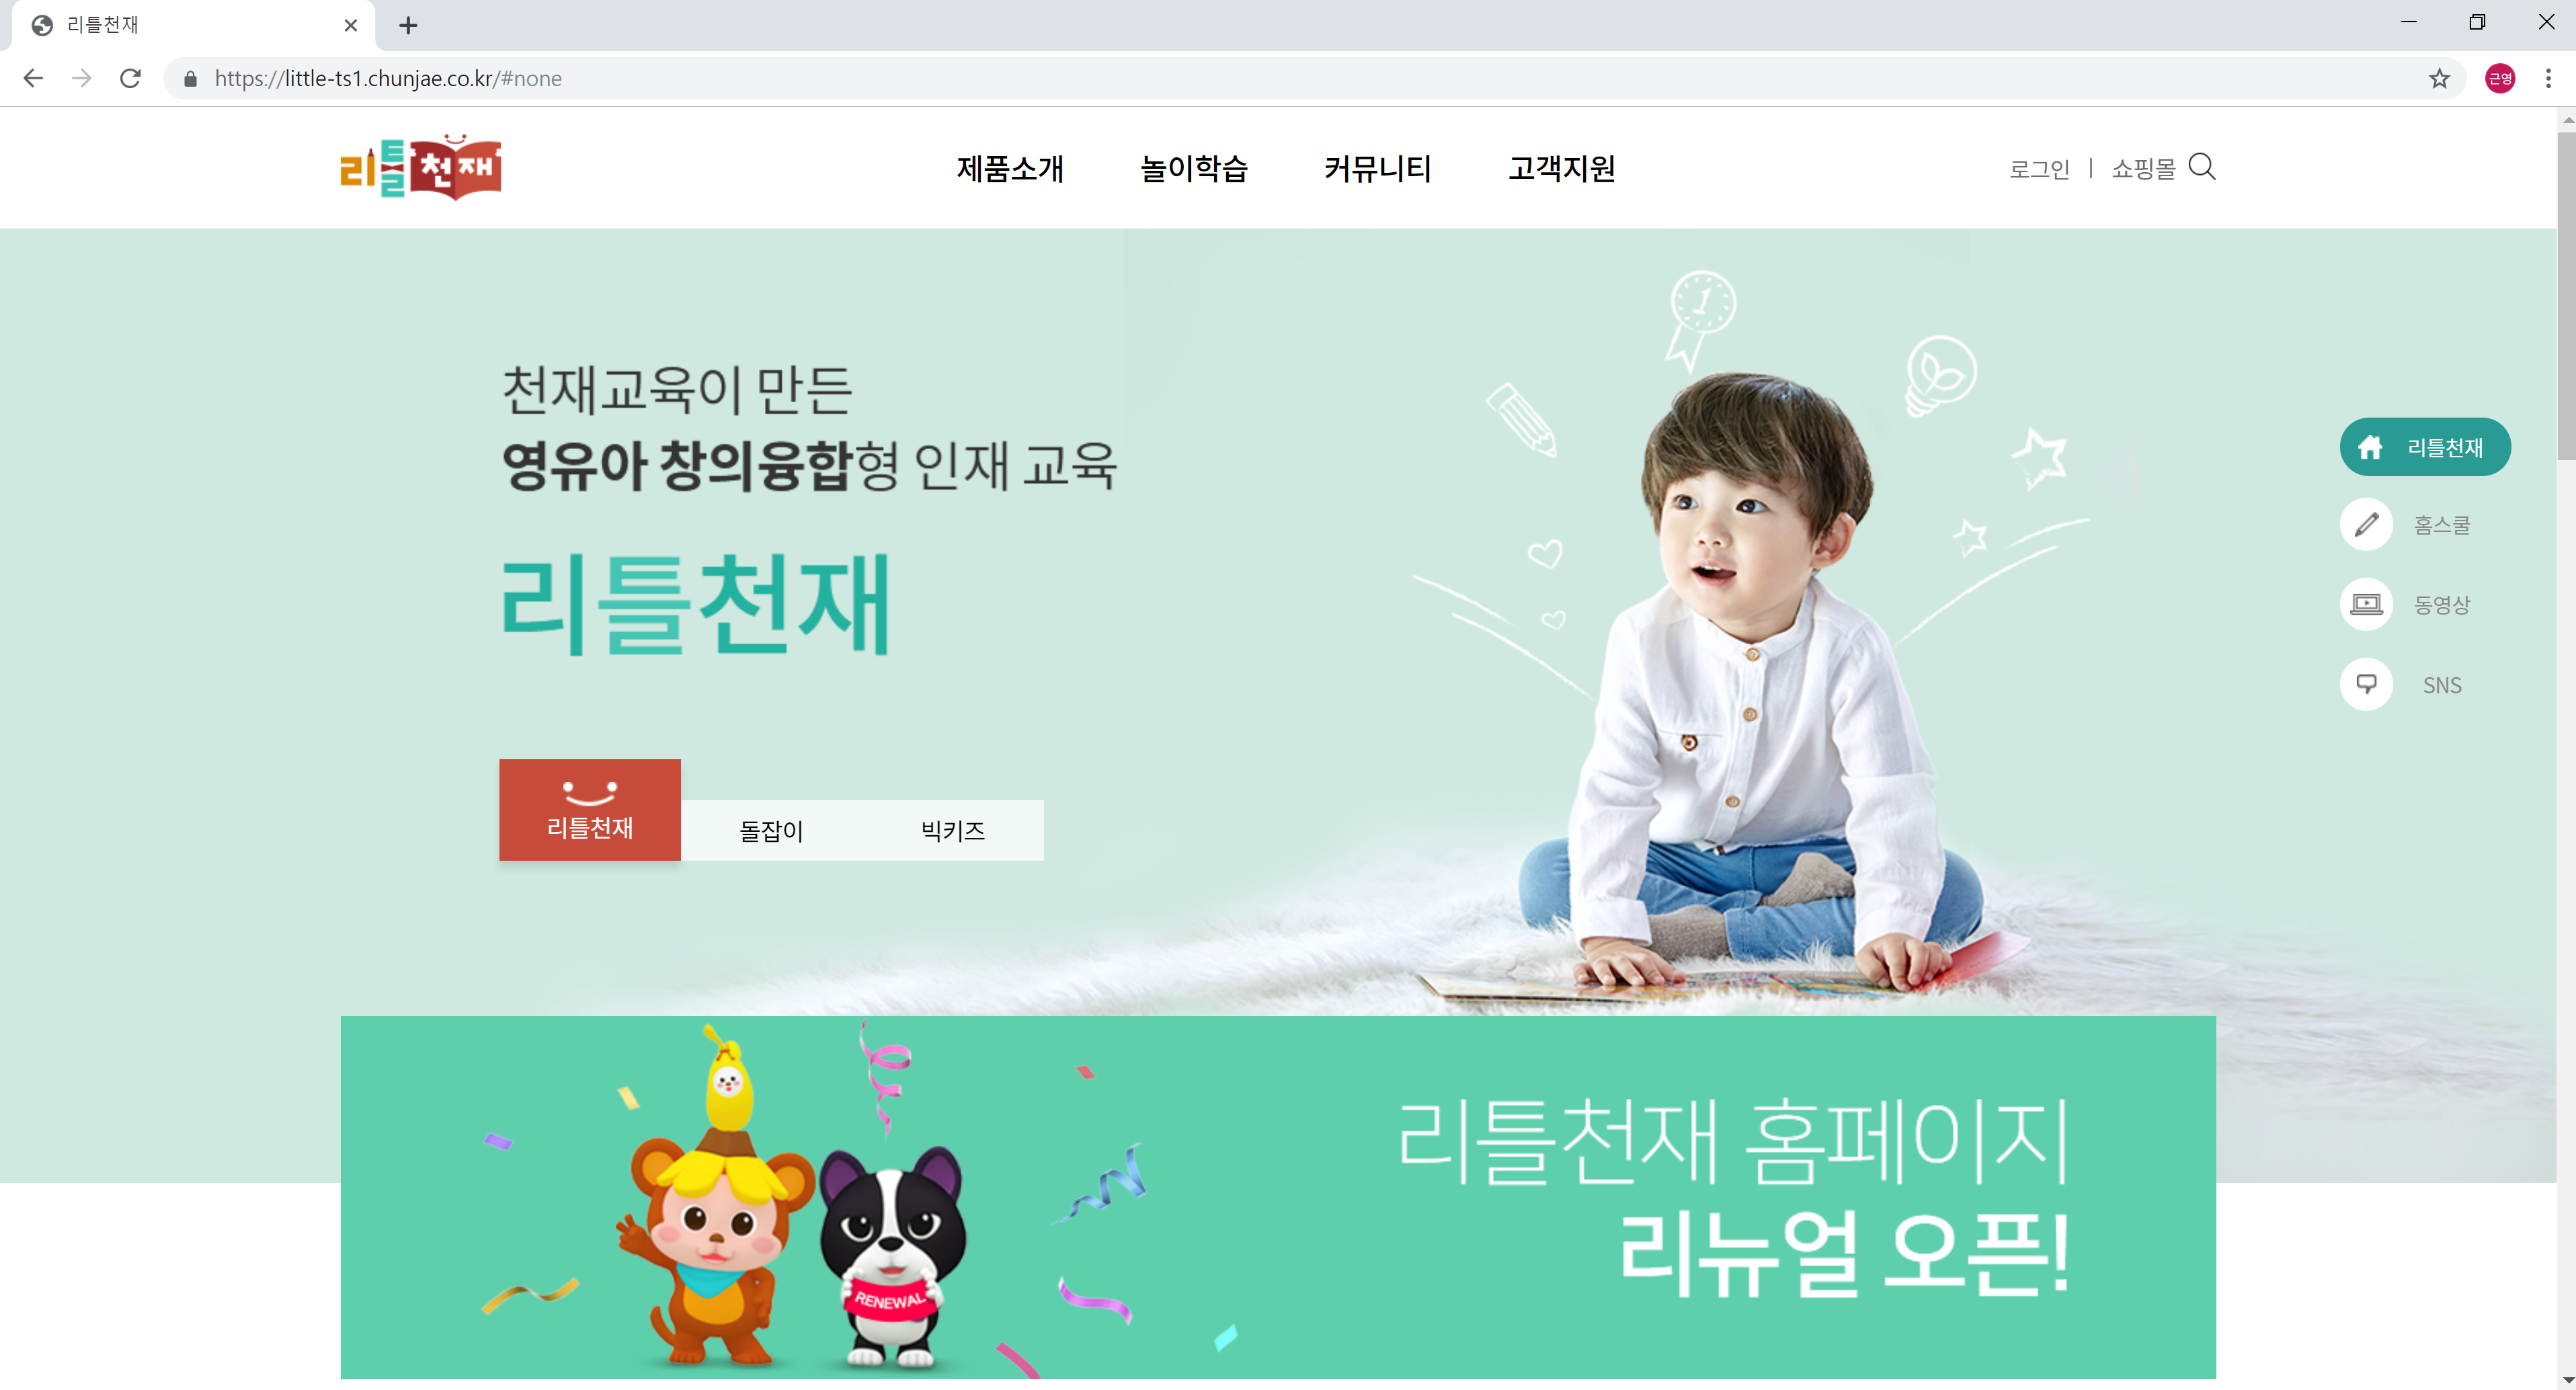 리틀천재
https://little-ts1.chunjae.co.kr/#none
근영
리틀천재
제품소개
놀이학습
커뮤니티
고객지원
로그인 | 쇼핑몰
1
천재교육이 만든
영유아 창의융합형 인재 교육
리틀천재
리틀천재
홈스쿨
동영상
SNS
리틀천재
돌잡이
빅키즈
리틀천재 홈페이지
리뉴얼 오픈!
RENEWAL